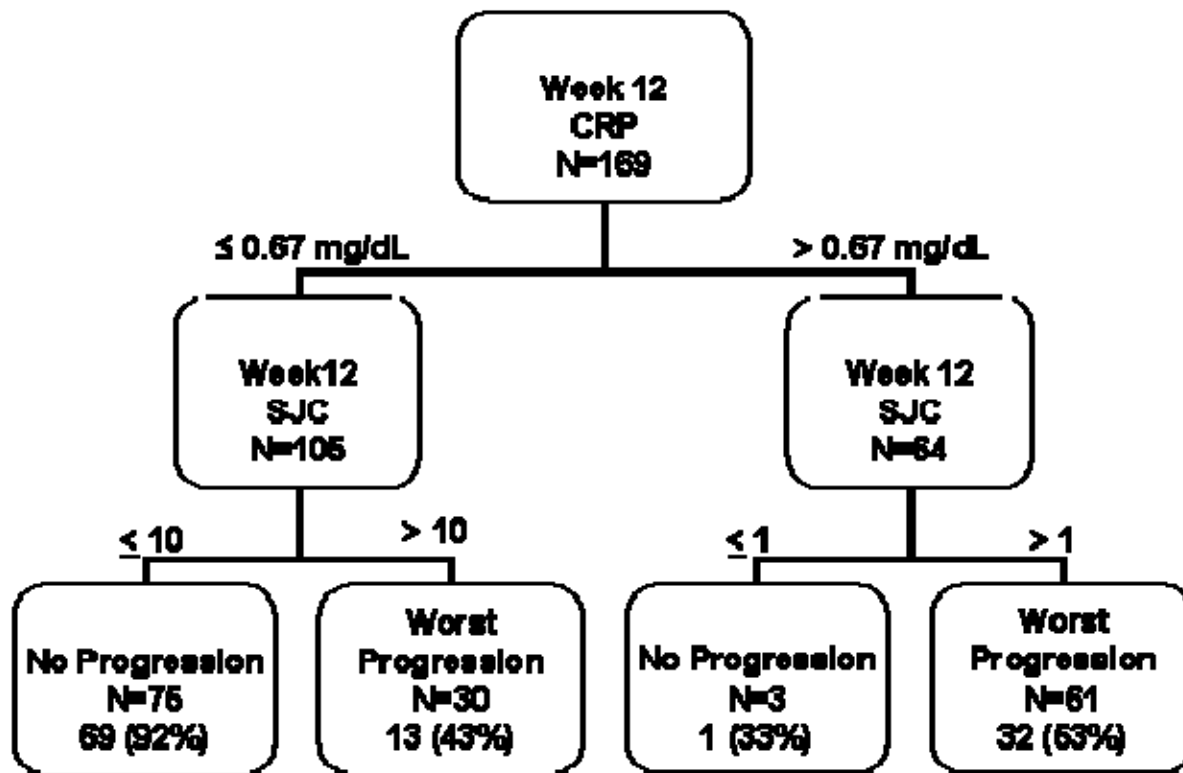 Week 12
CRP
N=169
≤ 0.67 mg/dL
> 0.67 mg/dL
Week12
SJC
N=105
Week 12
SJC
N=64
≤ 10
> 10
≤ 1
> 1
No Progression
N=75
69 (92%)
Worst
Progression
N=30
13 (43%)
No Progression
N=3
1 (33%)
Worst
Progression
N=61
32 (53%)